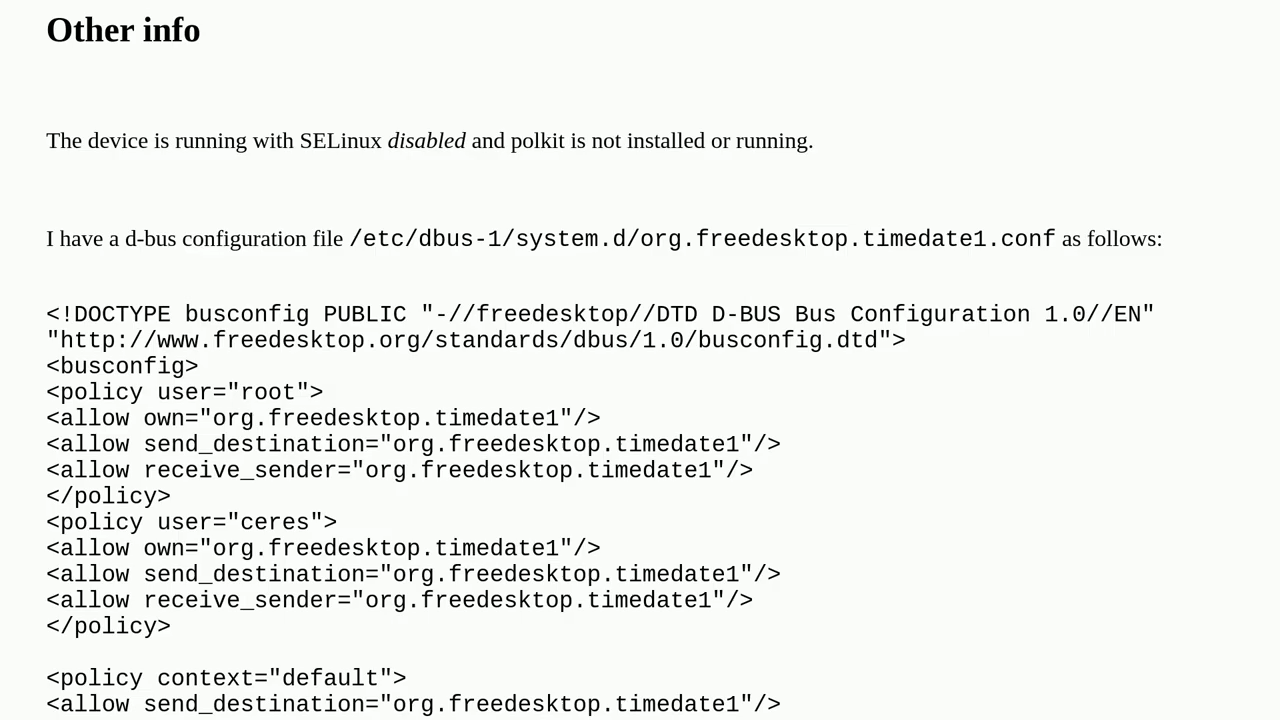 Other info
The device is running with SELinux disabled and polkit is not installed or running.
I have a d-bus configuration file /etc/dbus-1/system.d/org.freedesktop.timedate1.conf as follows:
<!DOCTYPE busconfig PUBLIC "-//freedesktop//DTD D-BUS Bus Configuration 1.0//EN"
"http://www.freedesktop.org/standards/dbus/1.0/busconfig.dtd">
<busconfig>
<policy user="root">
<allow own="org.freedesktop.timedate1"/>
<allow send_destination="org.freedesktop.timedate1"/>
<allow receive_sender="org.freedesktop.timedate1"/>
</policy>
<policy user="ceres">
<allow own="org.freedesktop.timedate1"/>
<allow send_destination="org.freedesktop.timedate1"/>
<allow receive_sender="org.freedesktop.timedate1"/>
</policy>
<policy context="default">
<allow send_destination="org.freedesktop.timedate1"/>